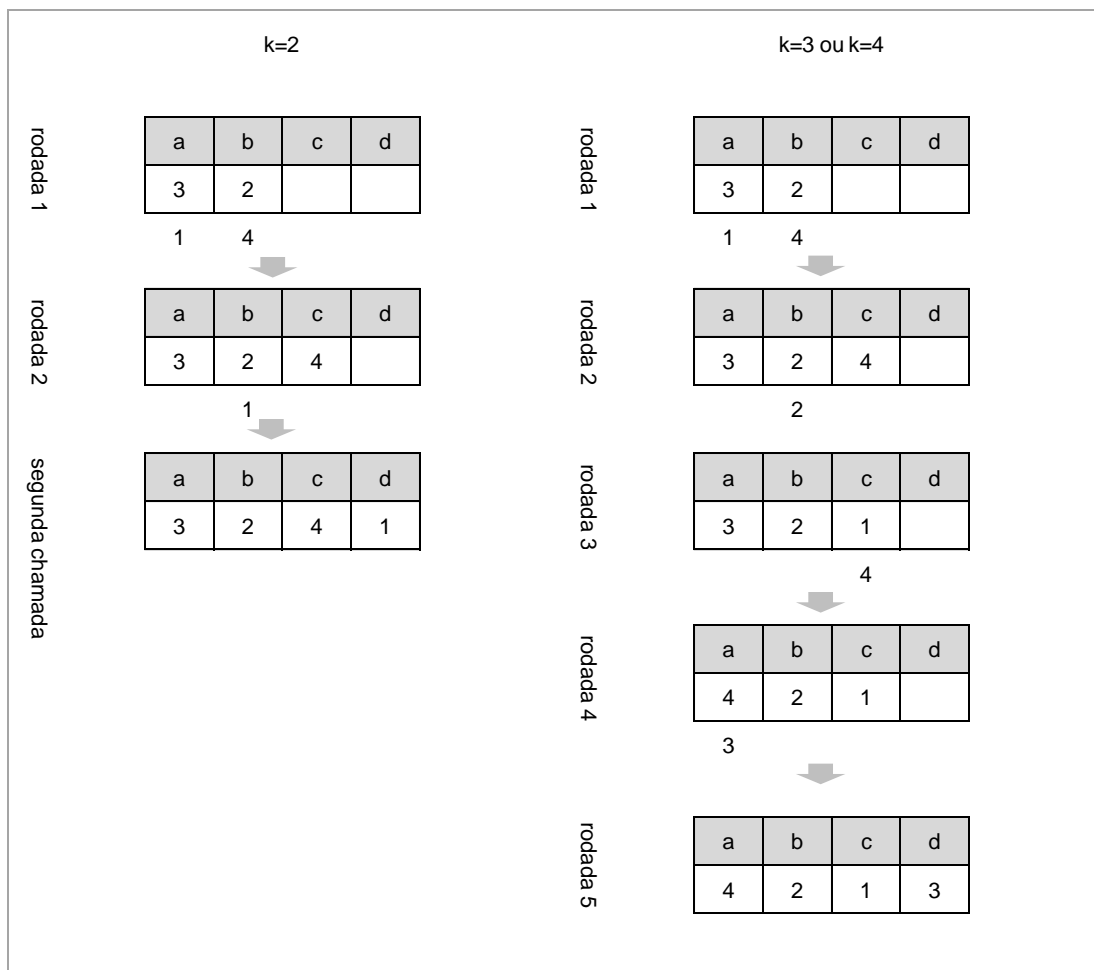 k=2
rodada 1
a b c d
3 2
1 4
rodada 2
a b c d
3 2 4
1
segunda chamada
a b c d
3 2 4 1
k=3 ou k=4
rodada 1
a b c d
3 2
1 4
rodada 2
a b c d
3 2 4
2
rodada 3
a b c d
3 2 1
4
rodada 4
a b c d
4 2 1
3
rodada 5
a b c d
4 2 1 3